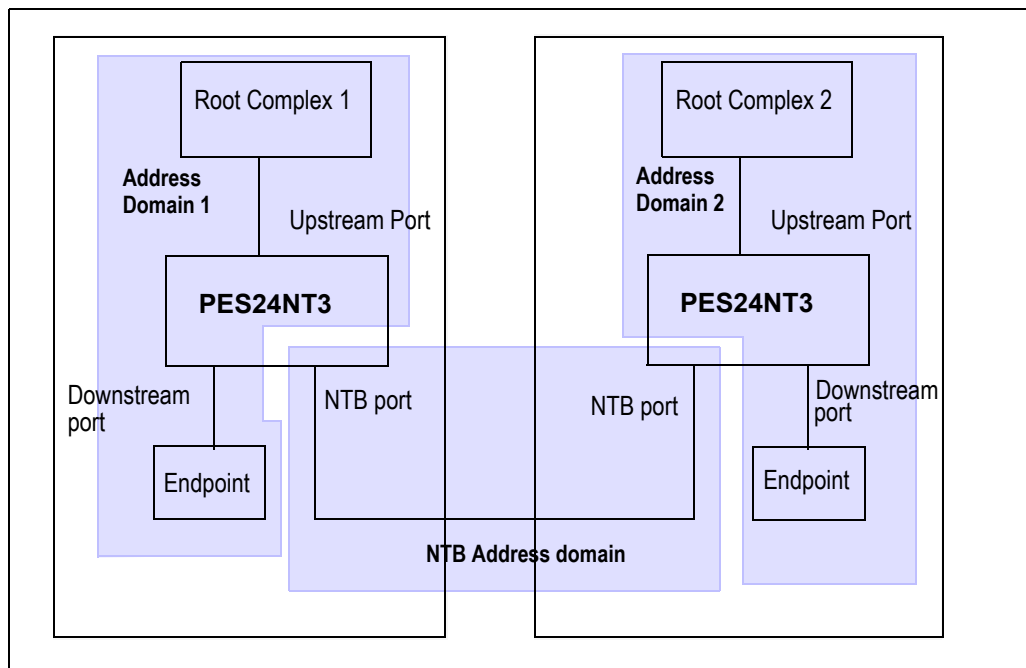 Root Complex 1
Address
Domain 1
Upstream Port
PES24NT3
Downstream
port
NTB port
Endpoint
Root Complex 2
Address
Domain 2
Upstream Port
PES24NT3
NTB port
Downstream
port
Endpoint
NTB Address domain